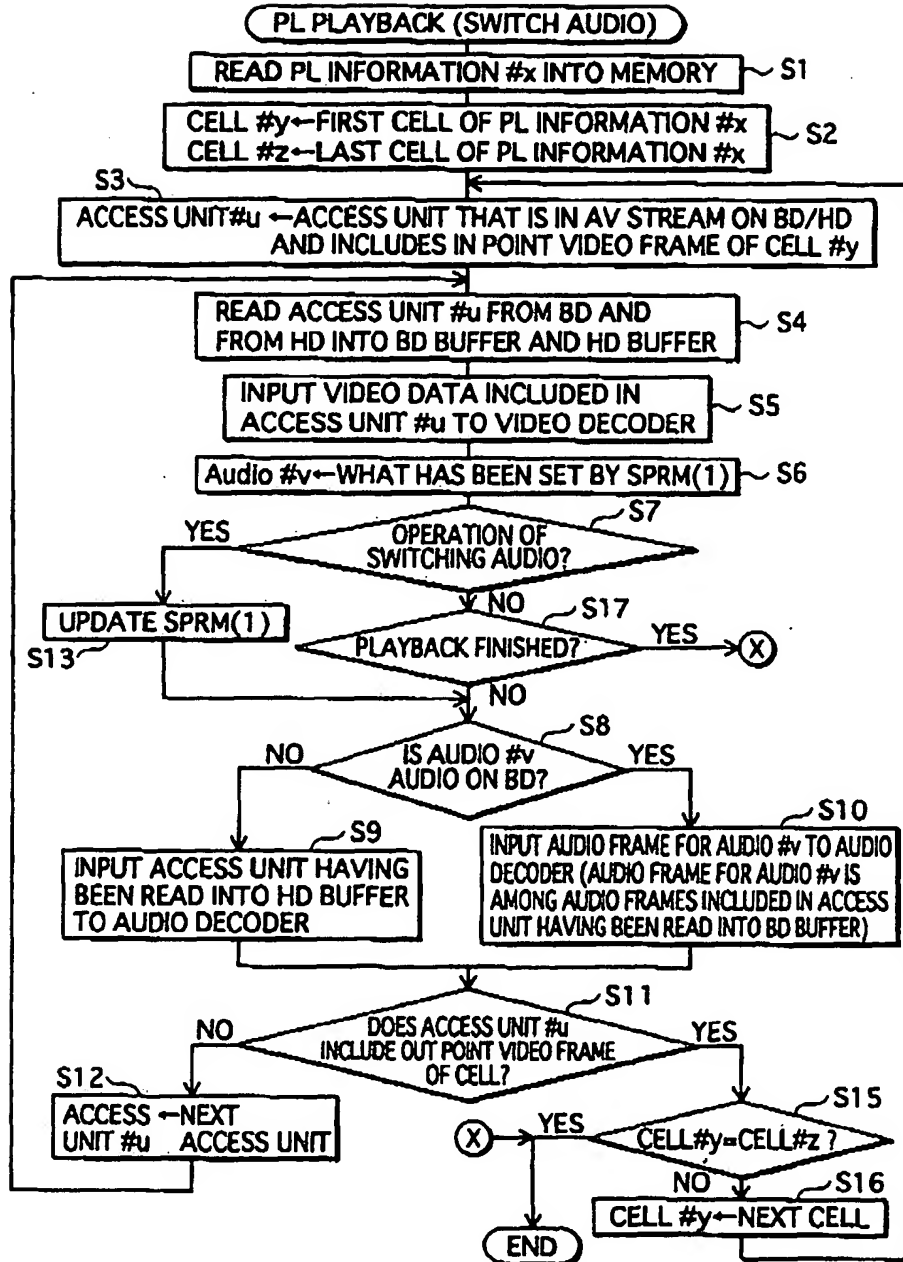 PL PLAYBACK (SWITCH AUDIO)
READ PL INFORMATION #x INTO MEMORY
S1
CELL #y←FIRST CELL OF PL INFORMATION #x
CELL #z←LAST CELL OF PL INFORMATION #x
S2
S3
ACCESS UNIT#u ←ACCESS UNIT THAT IS IN AV STREAM ON BD/HD
AND INCLUDES IN POINT VIDEO FRAME OF CELL #y
READ ACCESS UNIT #u FROM BD AND
FROM HD INTO BD BUFFER AND HD BUFFER
S4
INPUT VIDEO DATA INCLUDED IN
ACCESS UNIT #u TO VIDEO DECODER
S5
Audio #v←WHAT HAS BEEN SET BY SPRM(1)
S6
S7
YES
OPERATION OF
SWITCHING AUDIO?
NO
UPDATE SPRM(1)
S13
S17
PLAYBACK FINISHED?
YES
X
NO
S8
NO
IS AUDIO #v
AUDIO ON BD?
YES
S9
INPUT ACCESS UNIT HAVING
BEEN READ INTO HD BUFFER
TO AUDIO DECODER
S10
INPUT AUDIO FRAME FOR AUDIO #v TO AUDIO
DECODER (AUDIO FRAME FOR AUDIO #v IS
AMONG AUDIO FRAMES INCLUDED IN ACCESS
UNIT HAVING BEEN READ INTO BD BUFFER)
S11
NO
DOES ACCESS UNIT #u
INCLUDE OUT POINT VIDEO FRAME
OF CELL?
YES
S12
ACCESS ←NEXT
UNIT #u ACCESS UNIT
S15
X
YES
CELL#y=CELL#z ?
NO
S16
CELL #y←NEXT CELL
END